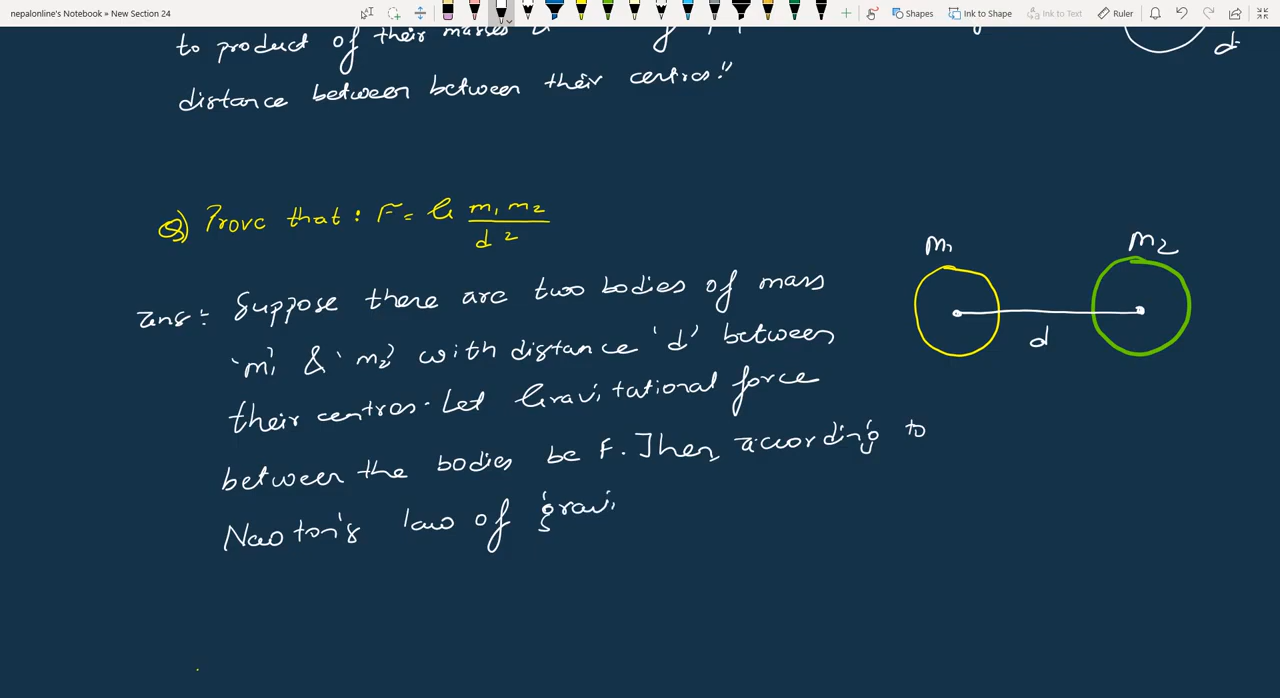 nepalonline's Notebook » New Section 24
Shapes Ink to Shape Ink to Text Ruler
to product of their masses
d
distance between between their centres."
Q) Prove that : F = G m₁ m₂ / d²
m₁ m₂
d
Ans: Suppose there are two bodies of mass
'm₁' & 'm₂' with distance 'd' between
their centres. Let Gravitational force
between the bodies be F. Then, according to
Newton's law of gravi